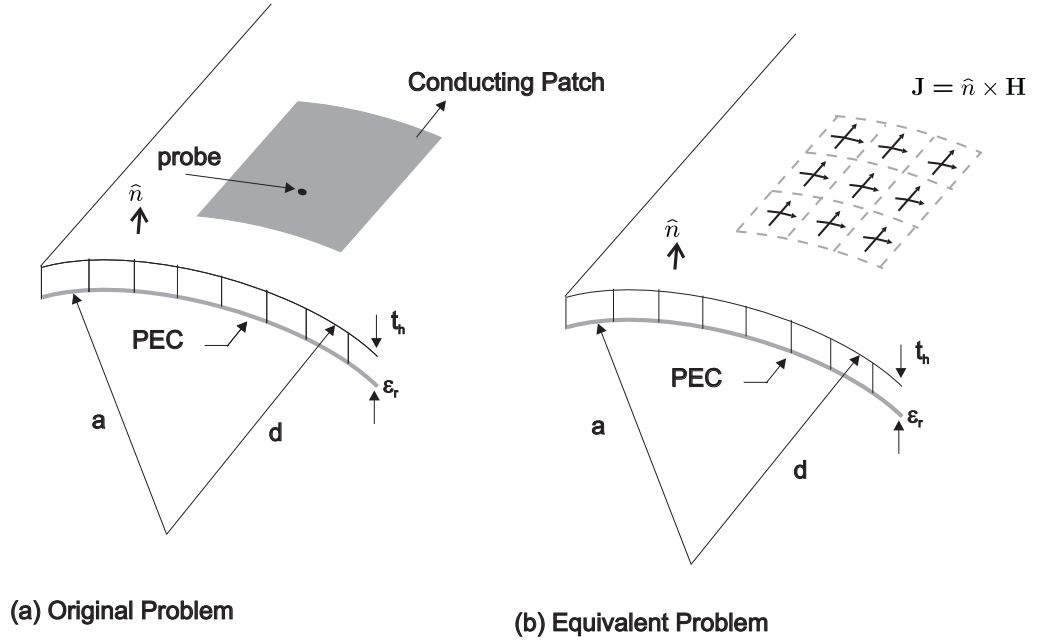 Conducting Patch
probe
n̂
PEC
tₕ
εᵣ
a
d
(a) Original Problem
J = n̂ × H
n̂
PEC
tₕ
εᵣ
a
d
(b) Equivalent Problem